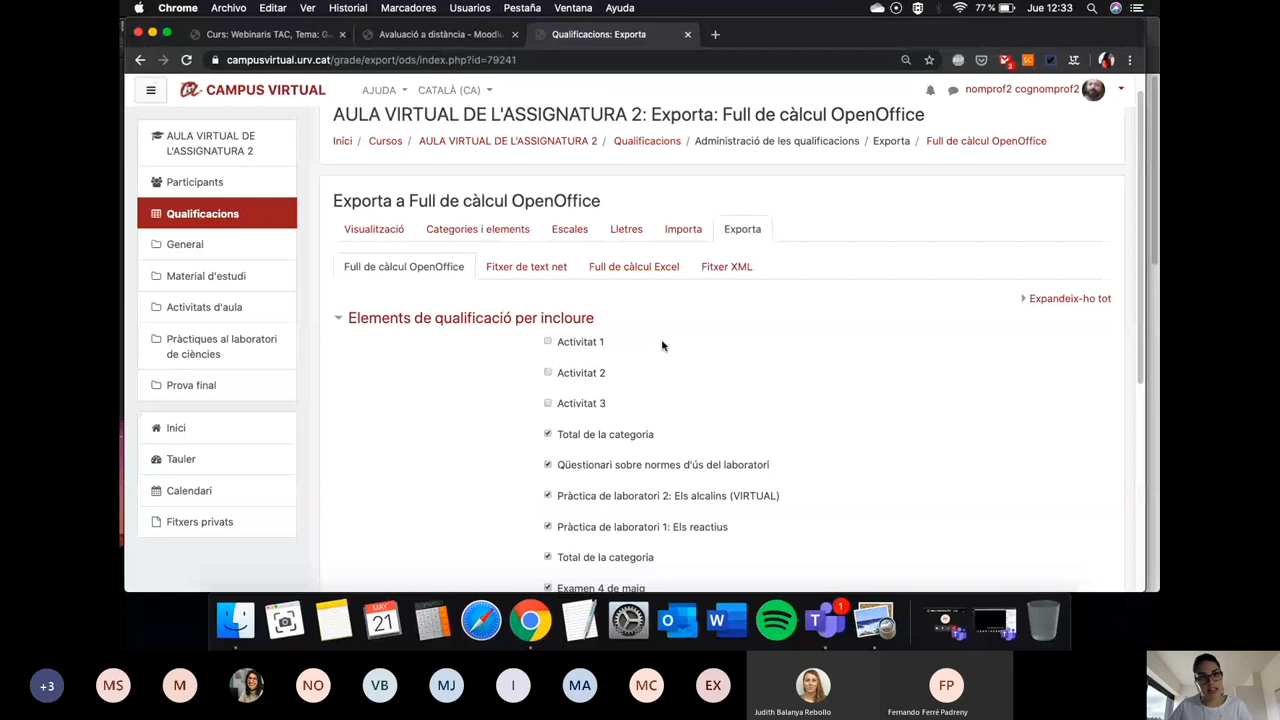 Chrome Archivo Editar Ver Historial Marcadores Usuarios Pestaña Ventana Ayuda 77 % Jue 12:33
Curs: Webinaris TAC, Tema: G Avaluació a distància - Moodl Qualificacions: Exporta
campusvirtual.urv.cat/grade/export/ods/index.php?id=79241
CAMPUS VIRTUAL AJUDA CATALÀ (CA) nomprof2 cognomprof2
AULA VIRTUAL DE L'ASSIGNATURA 2: Exporta: Full de càlcul OpenOffice
Inici / Cursos / AULA VIRTUAL DE L'ASSIGNATURA 2 / Qualificacions / Administració de les qualificacions / Exporta / Full de càlcul OpenOffice
AULA VIRTUAL DE
L'ASSIGNATURA 2
Participants
Qualificacions
General
Material d'estudi
Activitats d'aula
Pràctiques al laboratori
de ciències
Prova final
Inici
Tauler
Calendari
Fitxers privats
Exporta a Full de càlcul OpenOffice
Visualització Categories i elements Escales Lletres Importa Exporta
Full de càlcul OpenOffice Fitxer de text net Full de càlcul Excel Fitxer XML
Expandeix-ho tot
Elements de qualificació per incloure
Activitat 1
Activitat 2
Activitat 3
Total de la categoria
Qüestionari sobre normes d'ús del laboratori
Pràctica de laboratori 2: Els alcalins (VIRTUAL)
Pràctica de laboratori 1: Els reactius
Total de la categoria
Examen 4 de maig
MAY
21
1
+3 MS M NO VB MJ I MA MC EX FP
Judith Balanya Rebollo Fernando Ferré Padreny